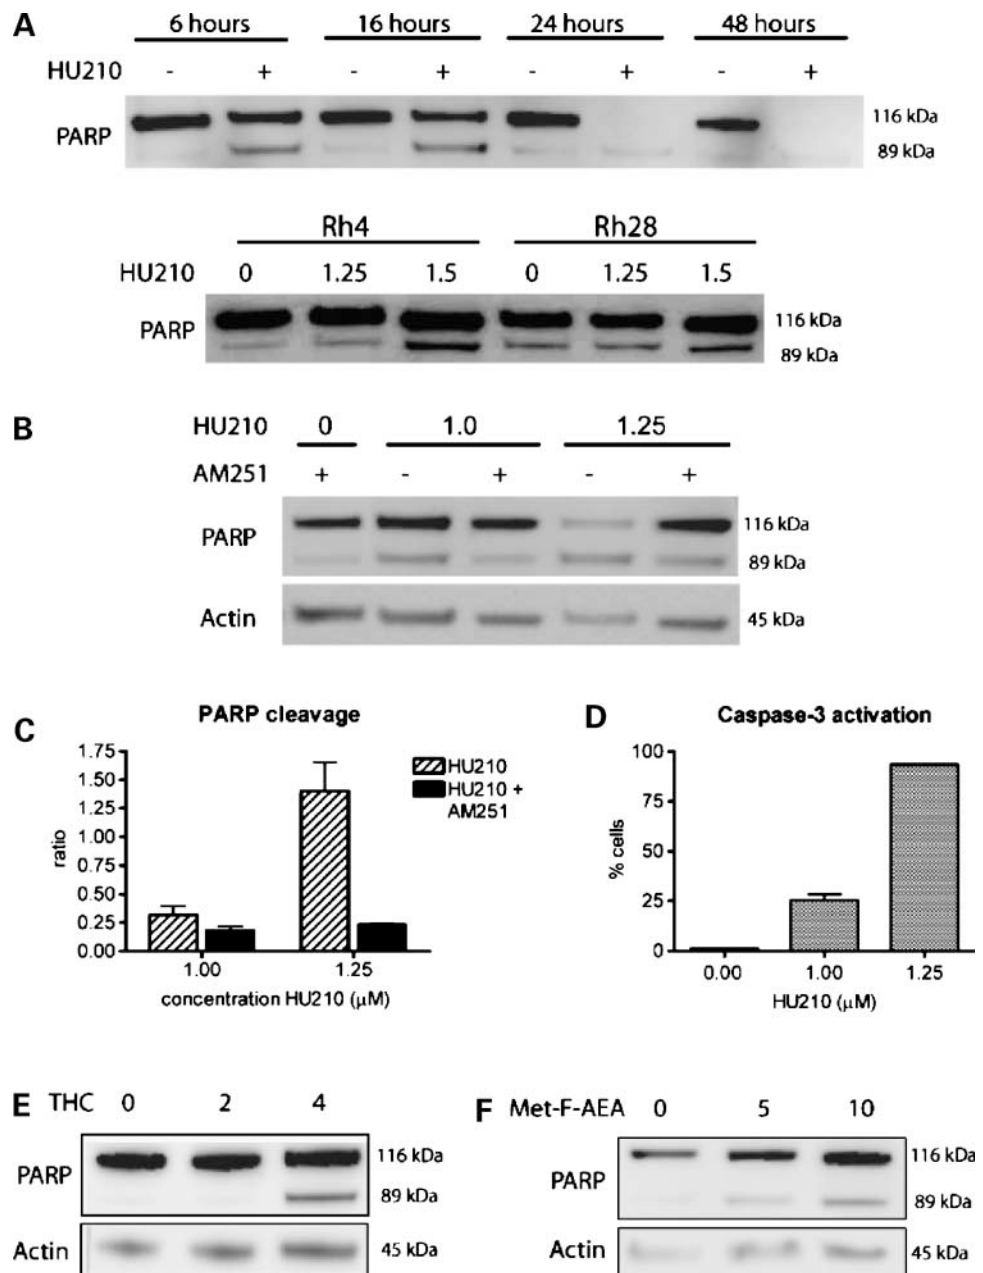 A
6 hours 16 hours 24 hours 48 hours
HU210 - + - + - + - +
PARP
116 kDa
89 kDa
Rh4 Rh28
HU210 0 1.25 1.5 0 1.25 1.5
PARP
116 kDa
89 kDa
B
HU210 0 1.0 1.25
AM251 + - + - +
PARP
116 kDa
89 kDa
Actin 45 kDa
C
PARP cleavage
ratio
1.75
1.50
1.25
1.00
0.75
0.50
0.25
0.00
1.00 1.25
concentration HU210 (μM)
HU210
HU210 +
AM251
D
Caspase-3 activation
% cells
100
75
50
25
0
0.00 1.00 1.25
HU210 (μM)
E THC 0 2 4
PARP
116 kDa
89 kDa
Actin 45 kDa
F Met-F-AEA 0 5 10
PARP
116 kDa
89 kDa
Actin 45 kDa